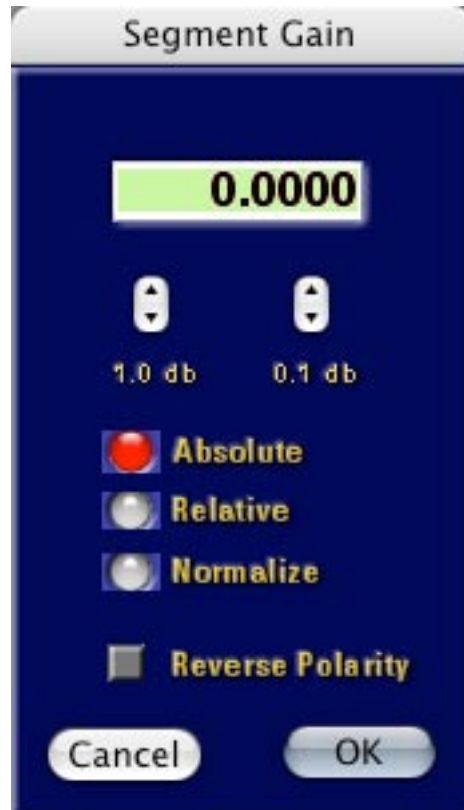 Segment Gain
0.0000
1.0 db 0.1 db
Absolute
Relative
Normalize
Reverse Polarity
Cancel OK